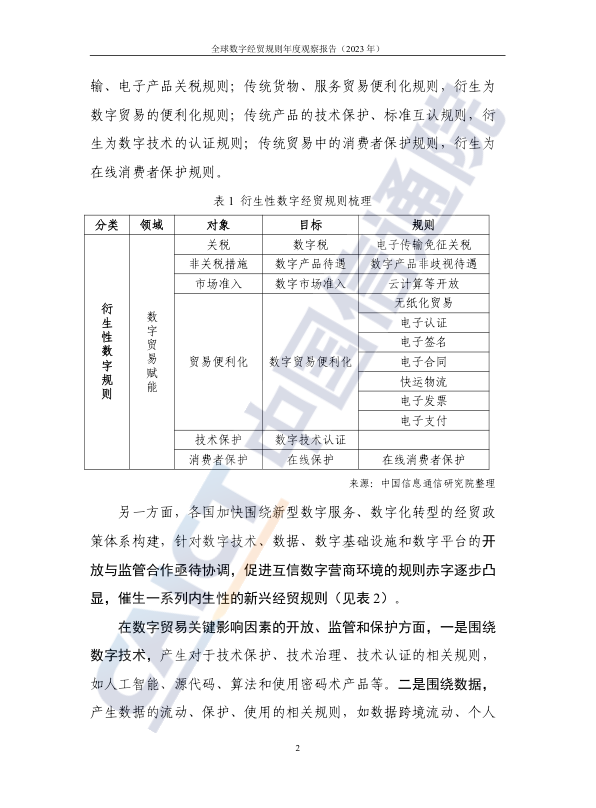 全球数字经贸规则年度观察报告（2023 年）
输、电子产品关税规则；传统货物、服务贸易便利化规则，衍生为
数字贸易的便利化规则；传统产品的技术保护、标准互认规则，衍
生为数字技术的认证规则；传统贸易中的消费者保护规则，衍生为
在线消费者保护规则。
表 1 衍生性数字经贸规则梳理
分类 领域 对象 目标 规则
衍生性数字规则 数字贸易赋能 关税 数字税 电子传输免征关税
非关税措施 数字产品待遇 数字产品非歧视待遇
市场准入 数字市场准入 云计算等开放
贸易便利化 数字贸易便利化 无纸化贸易
电子认证
电子签名
电子合同
快运物流
电子发票
电子支付
技术保护 数字技术认证
消费者保护 在线保护 在线消费者保护
来源：中国信息通信研究院整理
另一方面，各国加快围绕新型数字服务、数字化转型的经贸政
策体系构建，针对数字技术、数据、数字基础设施和数字平台的开
放与监管合作亟待协调，促进互信数字营商环境的规则赤字逐步凸
显，催生一系列内生性的新兴经贸规则（见表 2）。
在数字贸易关键影响因素的开放、监管和保护方面，一是围绕
数字技术，产生对于技术保护、技术治理、技术认证的相关规则，
如人工智能、源代码、算法和使用密码术产品等。二是围绕数据，
产生数据的流动、保护、使用的相关规则，如数据跨境流动、个人
2
CAICT 中国信通院